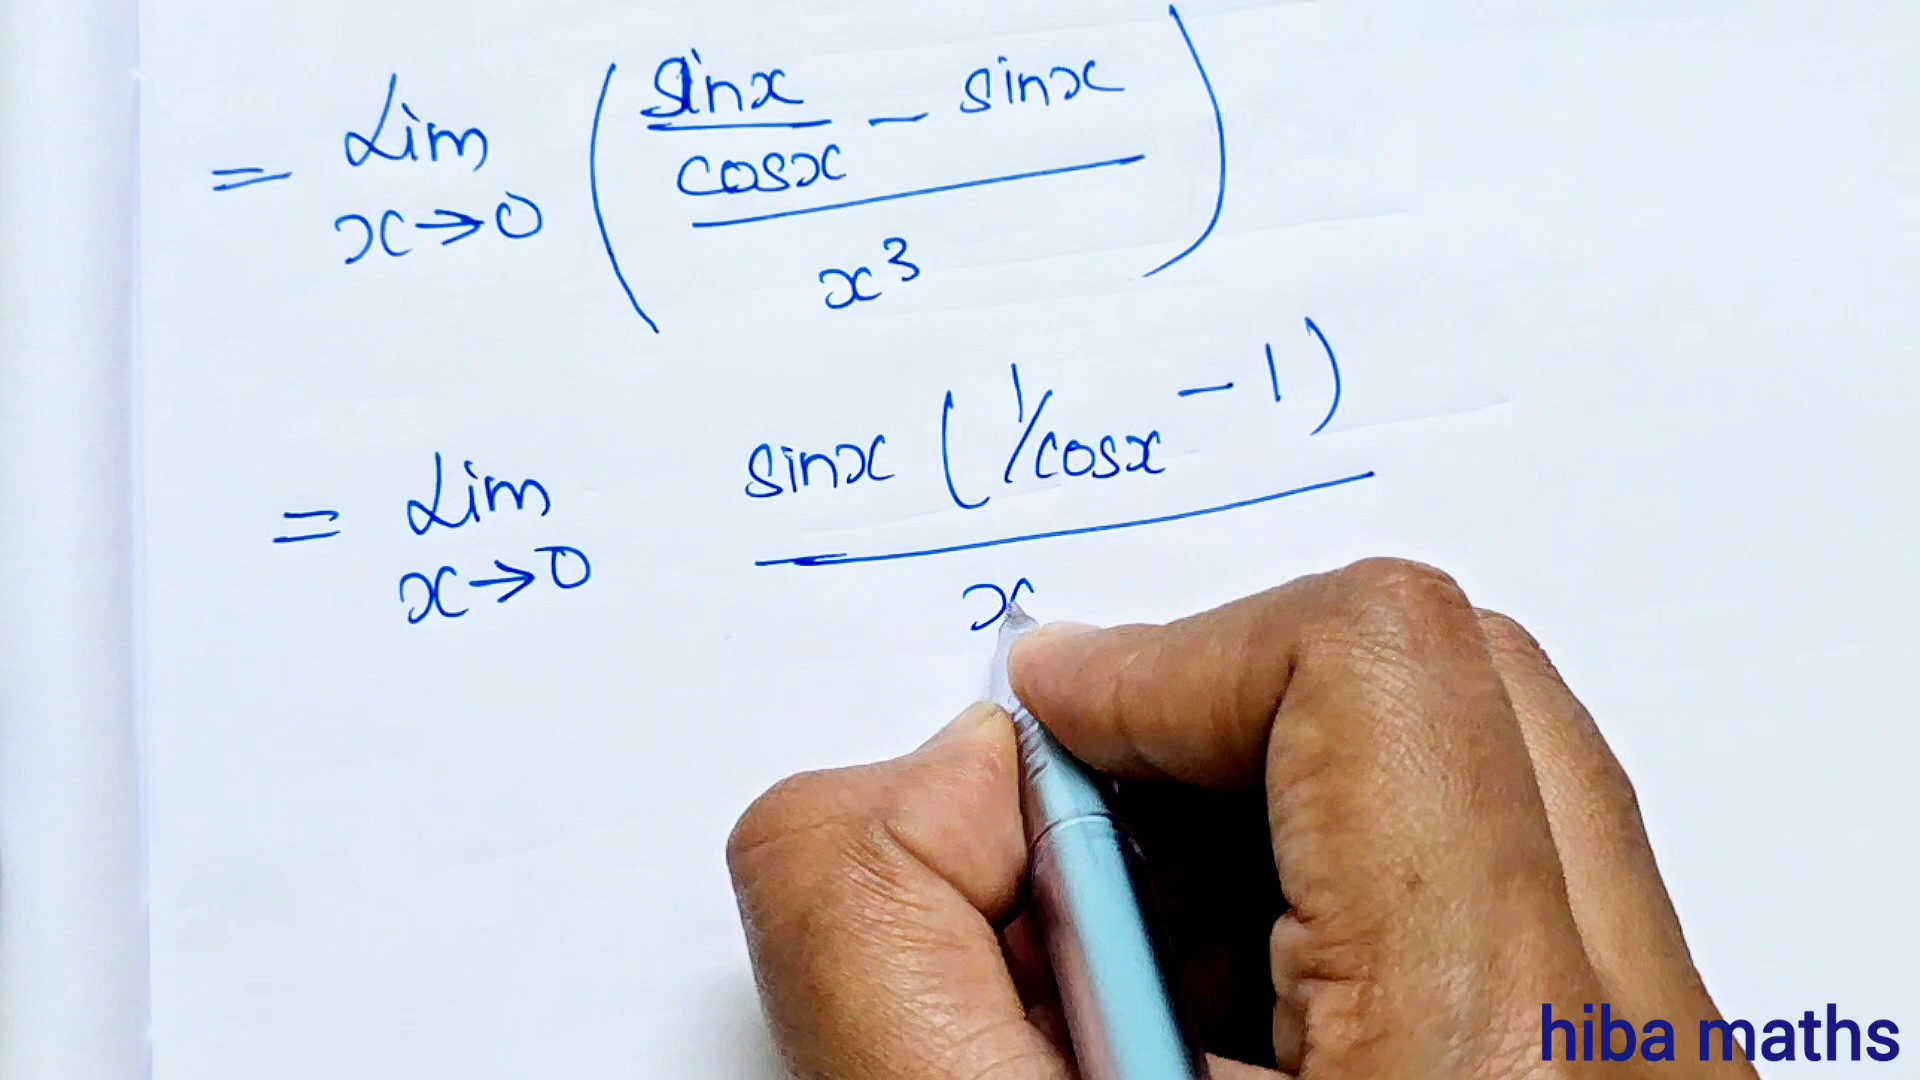 = Lim x→0 ( (sinx/cosx − sinx) / x³ )
= Lim x→0 sinx (1/cosx − 1) / x
hiba maths